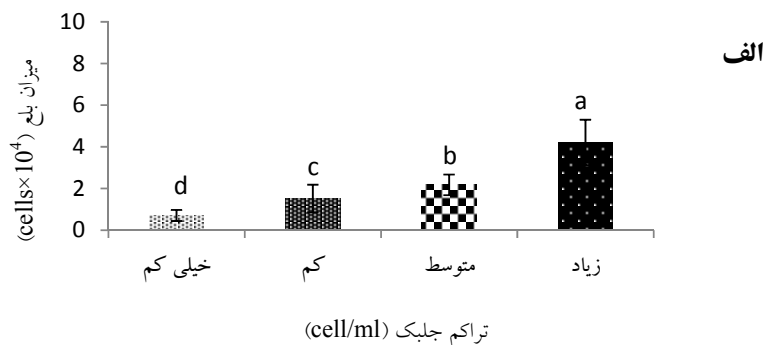 الف
میزان بلع (cells×10⁴)
10
8
6
4
2
0
d
c
b
a
خیلی کم
کم
متوسط
زیاد
تراکم جلبک (cell/ml)